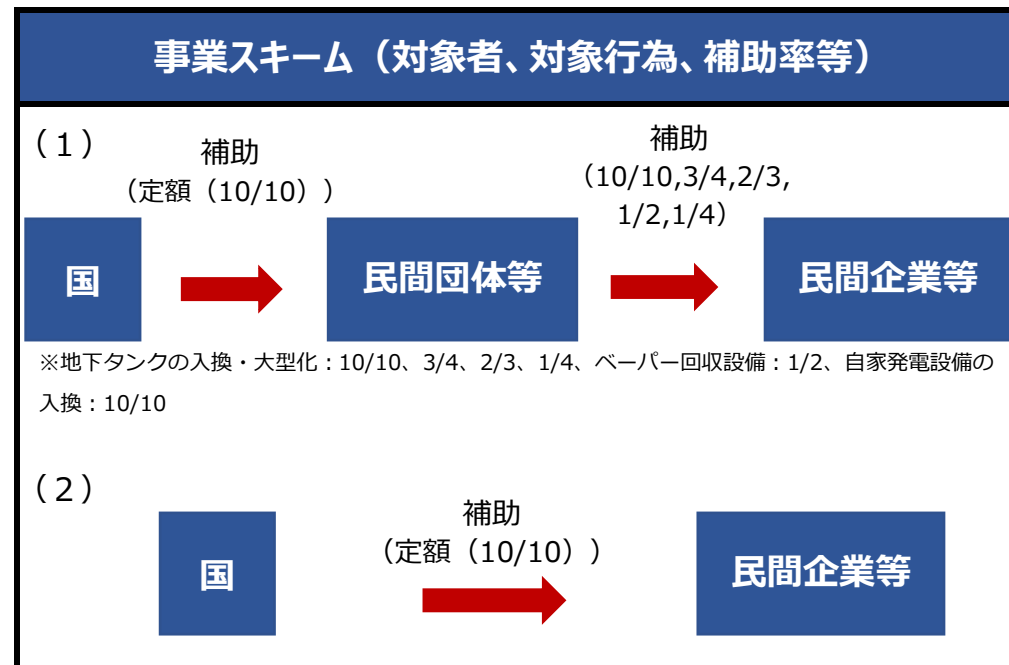 事業スキーム（対象者、対象行為、補助率等）
（１）
補助
（定額（10/10））
補助
（10/10,3/4,2/3,
1/2,1/4）
国
民間団体等
民間企業等
※地下タンクの入換・大型化：10/10、3/4、2/3、1/4、ベーパー回収設備：1/2、自家発電設備の
入換：10/10
（２）
補助
（定額（10/10））
国
民間企業等